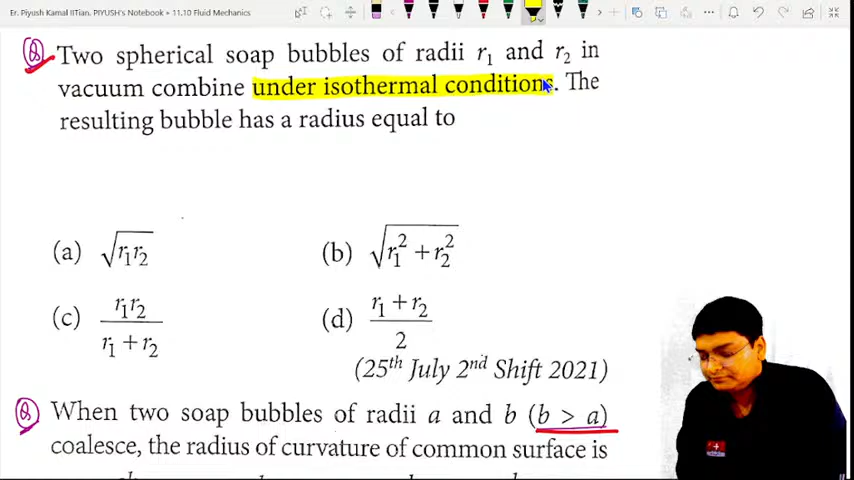 Er. Piyush Kamal IITian. PIYUSH's Notebook » 11.10 Fluid Mechanics
Q Two spherical soap bubbles of radii r₁ and r₂ in
vacuum combine under isothermal conditions. The
resulting bubble has a radius equal to
(a) √(r₁r₂) (b) √(r₁² + r₂²)
(c) r₁r₂ / (r₁ + r₂) (d) (r₁ + r₂) / 2
(25th July 2nd Shift 2021)
Q When two soap bubbles of radii a and b (b > a)
coalesce, the radius of curvature of common surface is